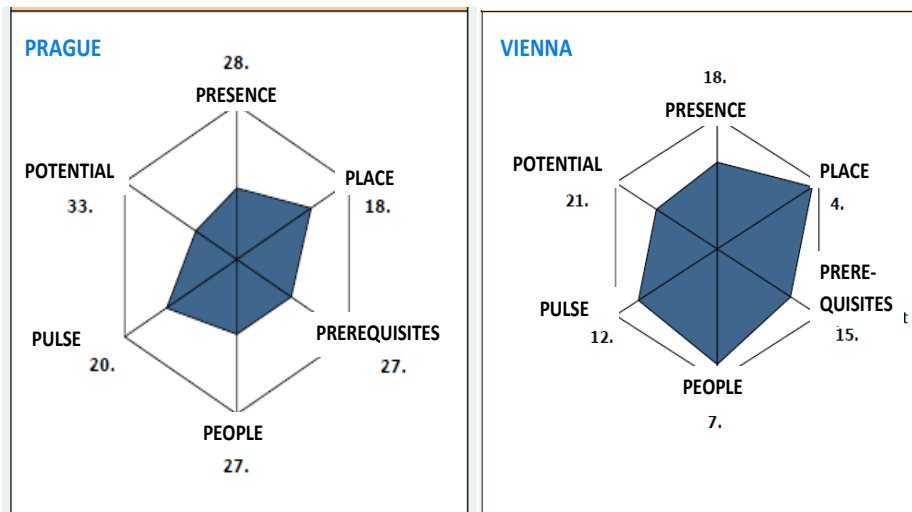 PRAGUE
28.
PRESENCE
POTENTIAL
33.
PLACE
18.
PULSE
20.
PREREQUISITES
27.
PEOPLE
27.
VIENNA
18.
PRESENCE
POTENTIAL
21.
PLACE
4.
PRERE-
QUISITES
15.
t
PULSE
12.
PEOPLE
7.